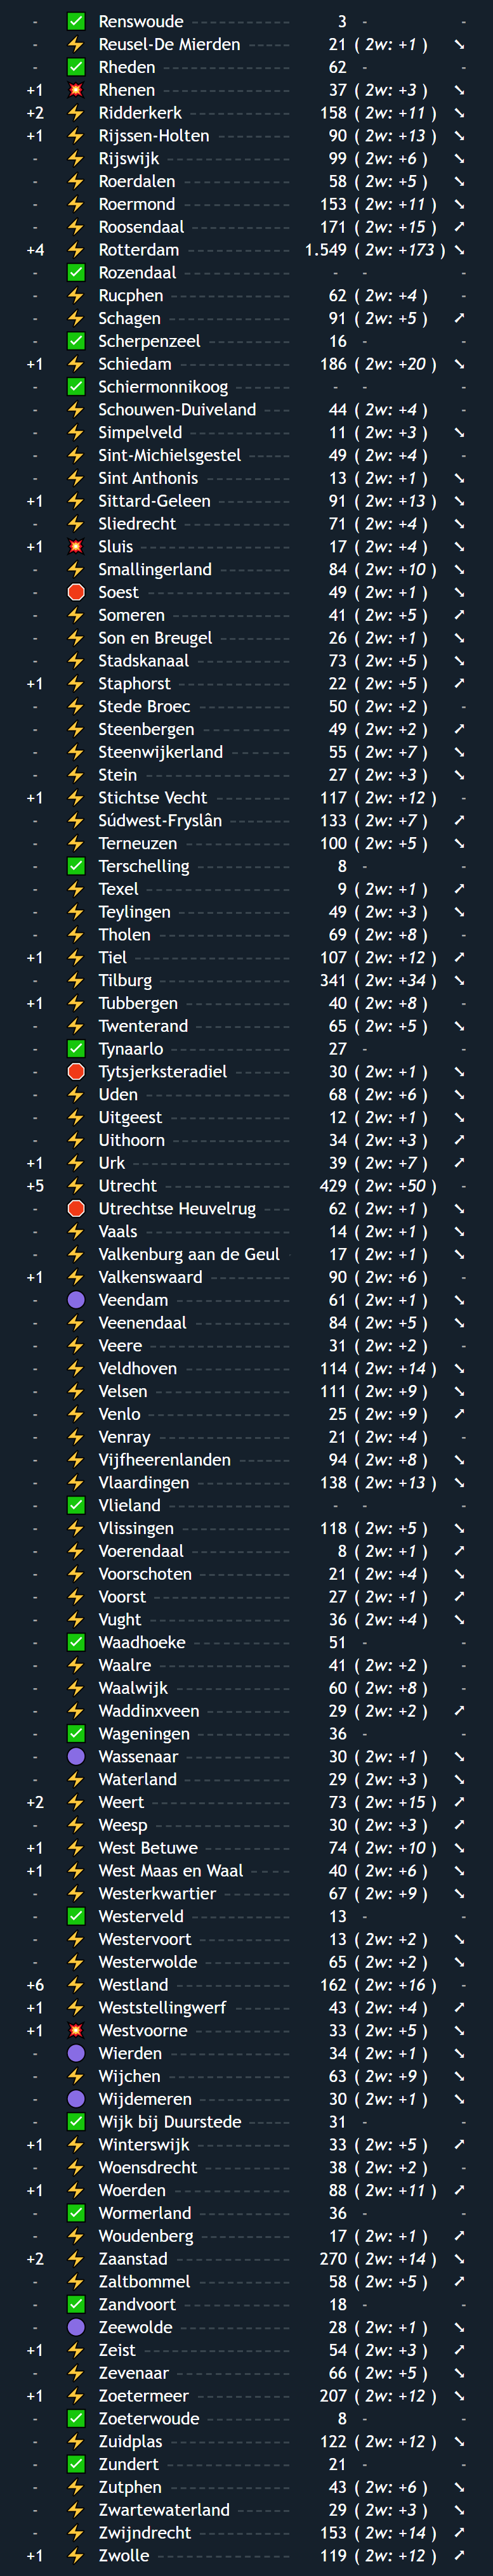 - ✅ Renswoude 3 - -
- ⚡ Reusel-De Mierden 21 ( 2w: +1 ) ➘
- ✅ Rheden 62 - -
+1 💥 Rhenen 37 ( 2w: +3 ) ➘
+2 ⚡ Ridderkerk 158 ( 2w: +11 ) ➘
+1 ⚡ Rijssen-Holten 90 ( 2w: +13 ) ➘
- ⚡ Rijswijk 99 ( 2w: +6 ) ➘
- ⚡ Roerdalen 58 ( 2w: +5 ) ➘
- ⚡ Roermond 153 ( 2w: +11 ) ➘
- ⚡ Roosendaal 171 ( 2w: +15 ) ➚
+4 ⚡ Rotterdam 1.549 ( 2w: +173 ) ➘
- ✅ Rozendaal - - -
- ⚡ Rucphen 62 ( 2w: +4 ) -
- ⚡ Schagen 91 ( 2w: +5 ) ➚
- ✅ Scherpenzeel 16 - -
+1 ⚡ Schiedam 186 ( 2w: +20 ) ➘
- ✅ Schiermonnikoog - - -
- ⚡ Schouwen-Duiveland 44 ( 2w: +4 ) -
- ⚡ Simpelveld 11 ( 2w: +3 ) ➘
- ⚡ Sint-Michielsgestel 49 ( 2w: +4 ) -
- ⚡ Sint Anthonis 13 ( 2w: +1 ) ➘
+1 ⚡ Sittard-Geleen 91 ( 2w: +13 ) ➘
- ⚡ Sliedrecht 71 ( 2w: +4 ) ➘
+1 💥 Sluis 17 ( 2w: +4 ) ➘
- ⚡ Smallingerland 84 ( 2w: +10 ) ➘
- 🛑 Soest 49 ( 2w: +1 ) ➘
- ⚡ Someren 41 ( 2w: +5 ) ➚
- ⚡ Son en Breugel 26 ( 2w: +1 ) ➘
- ⚡ Stadskanaal 73 ( 2w: +5 ) ➘
+1 ⚡ Staphorst 22 ( 2w: +5 ) ➚
- ⚡ Stede Broec 50 ( 2w: +2 ) -
- ⚡ Steenbergen 49 ( 2w: +2 ) ➚
- ⚡ Steenwijkerland 55 ( 2w: +7 ) ➘
- ⚡ Stein 27 ( 2w: +3 ) ➘
+1 ⚡ Stichtse Vecht 117 ( 2w: +12 ) -
- ⚡ Súdwest-Fryslân 133 ( 2w: +7 ) ➚
- ⚡ Terneuzen 100 ( 2w: +5 ) ➘
- ✅ Terschelling 8 - -
- ⚡ Texel 9 ( 2w: +1 ) ➚
- ⚡ Teylingen 49 ( 2w: +3 ) ➘
- ⚡ Tholen 69 ( 2w: +8 ) -
+1 ⚡ Tiel 107 ( 2w: +12 ) ➚
- ⚡ Tilburg 341 ( 2w: +34 ) ➘
+1 ⚡ Tubbergen 40 ( 2w: +8 ) -
- ⚡ Twenterand 65 ( 2w: +5 ) ➘
- ✅ Tynaarlo 27 - -
- 🛑 Tytsjerksteradiel 30 ( 2w: +1 ) ➘
- ⚡ Uden 68 ( 2w: +6 ) ➘
- ⚡ Uitgeest 12 ( 2w: +1 ) ➘
- ⚡ Uithoorn 34 ( 2w: +3 ) ➚
+1 ⚡ Urk 39 ( 2w: +7 ) ➚
+5 ⚡ Utrecht 429 ( 2w: +50 ) -
- 🛑 Utrechtse Heuvelrug 62 ( 2w: +1 ) ➘
- ⚡ Vaals 14 ( 2w: +1 ) ➘
- ⚡ Valkenburg aan de Geul 17 ( 2w: +1 ) ➘
+1 ⚡ Valkenswaard 90 ( 2w: +6 ) -
- 🟣 Veendam 61 ( 2w: +1 ) ➘
- ⚡ Veenendaal 84 ( 2w: +5 ) ➘
- ⚡ Veere 31 ( 2w: +2 ) -
- ⚡ Veldhoven 114 ( 2w: +14 ) ➘
- ⚡ Velsen 111 ( 2w: +9 ) ➘
- ⚡ Venlo 25 ( 2w: +9 ) ➚
- ⚡ Venray 21 ( 2w: +4 ) -
- ⚡ Vijfheerenlanden 94 ( 2w: +8 ) ➘
- ⚡ Vlaardingen 138 ( 2w: +13 ) ➘
- ✅ Vlieland - - -
- ⚡ Vlissingen 118 ( 2w: +5 ) ➘
- ⚡ Voerendaal 8 ( 2w: +1 ) ➚
- ⚡ Voorschoten 21 ( 2w: +4 ) ➘
- ⚡ Voorst 27 ( 2w: +1 ) ➚
- ⚡ Vught 36 ( 2w: +4 ) ➘
- ✅ Waadhoeke 51 - -
- ⚡ Waalre 41 ( 2w: +2 ) -
- ⚡ Waalwijk 60 ( 2w: +8 ) -
- ⚡ Waddinxveen 29 ( 2w: +2 ) ➚
- ✅ Wageningen 36 - -
- 🟣 Wassenaar 30 ( 2w: +1 ) ➘
- ⚡ Waterland 29 ( 2w: +3 ) ➘
+2 ⚡ Weert 73 ( 2w: +15 ) ➚
- ⚡ Weesp 30 ( 2w: +3 ) ➚
+1 ⚡ West Betuwe 74 ( 2w: +10 ) ➘
+1 ⚡ West Maas en Waal 40 ( 2w: +6 ) ➘
- ⚡ Westerkwartier 67 ( 2w: +9 ) ➘
- ✅ Westerveld 13 - -
- ⚡ Westervoort 13 ( 2w: +2 ) ➘
- ⚡ Westerwolde 65 ( 2w: +2 ) ➘
+6 ⚡ Westland 162 ( 2w: +16 ) -
+1 ⚡ Weststellingwerf 43 ( 2w: +4 ) ➚
+1 💥 Westvoorne 33 ( 2w: +5 ) ➘
- 🟣 Wierden 34 ( 2w: +1 ) ➘
- ⚡ Wijchen 63 ( 2w: +9 ) ➘
- 🟣 Wijdemeren 30 ( 2w: +1 ) ➘
- ✅ Wijk bij Duurstede 31 - -
+1 ⚡ Winterswijk 33 ( 2w: +5 ) ➚
- ⚡ Woensdrecht 38 ( 2w: +2 ) -
+1 ⚡ Woerden 88 ( 2w: +11 ) ➚
- ✅ Wormerland 36 - -
- ⚡ Woudenberg 17 ( 2w: +1 ) ➚
+2 ⚡ Zaanstad 270 ( 2w: +14 ) ➘
- ⚡ Zaltbommel 58 ( 2w: +5 ) ➚
- ✅ Zandvoort 18 - -
- 🟣 Zeewolde 28 ( 2w: +1 ) ➘
+1 ⚡ Zeist 54 ( 2w: +3 ) ➚
- ⚡ Zevenaar 66 ( 2w: +5 ) ➘
+1 ⚡ Zoetermeer 207 ( 2w: +12 ) ➘
- ✅ Zoeterwoude 8 - -
- ⚡ Zuidplas 122 ( 2w: +12 ) ➘
- ✅ Zundert 21 - -
- ⚡ Zutphen 43 ( 2w: +6 ) ➘
- ⚡ Zwartewaterland 29 ( 2w: +3 ) ➘
- ⚡ Zwijndrecht 153 ( 2w: +14 ) ➚
+1 ⚡ Zwolle 119 ( 2w: +12 ) ➚